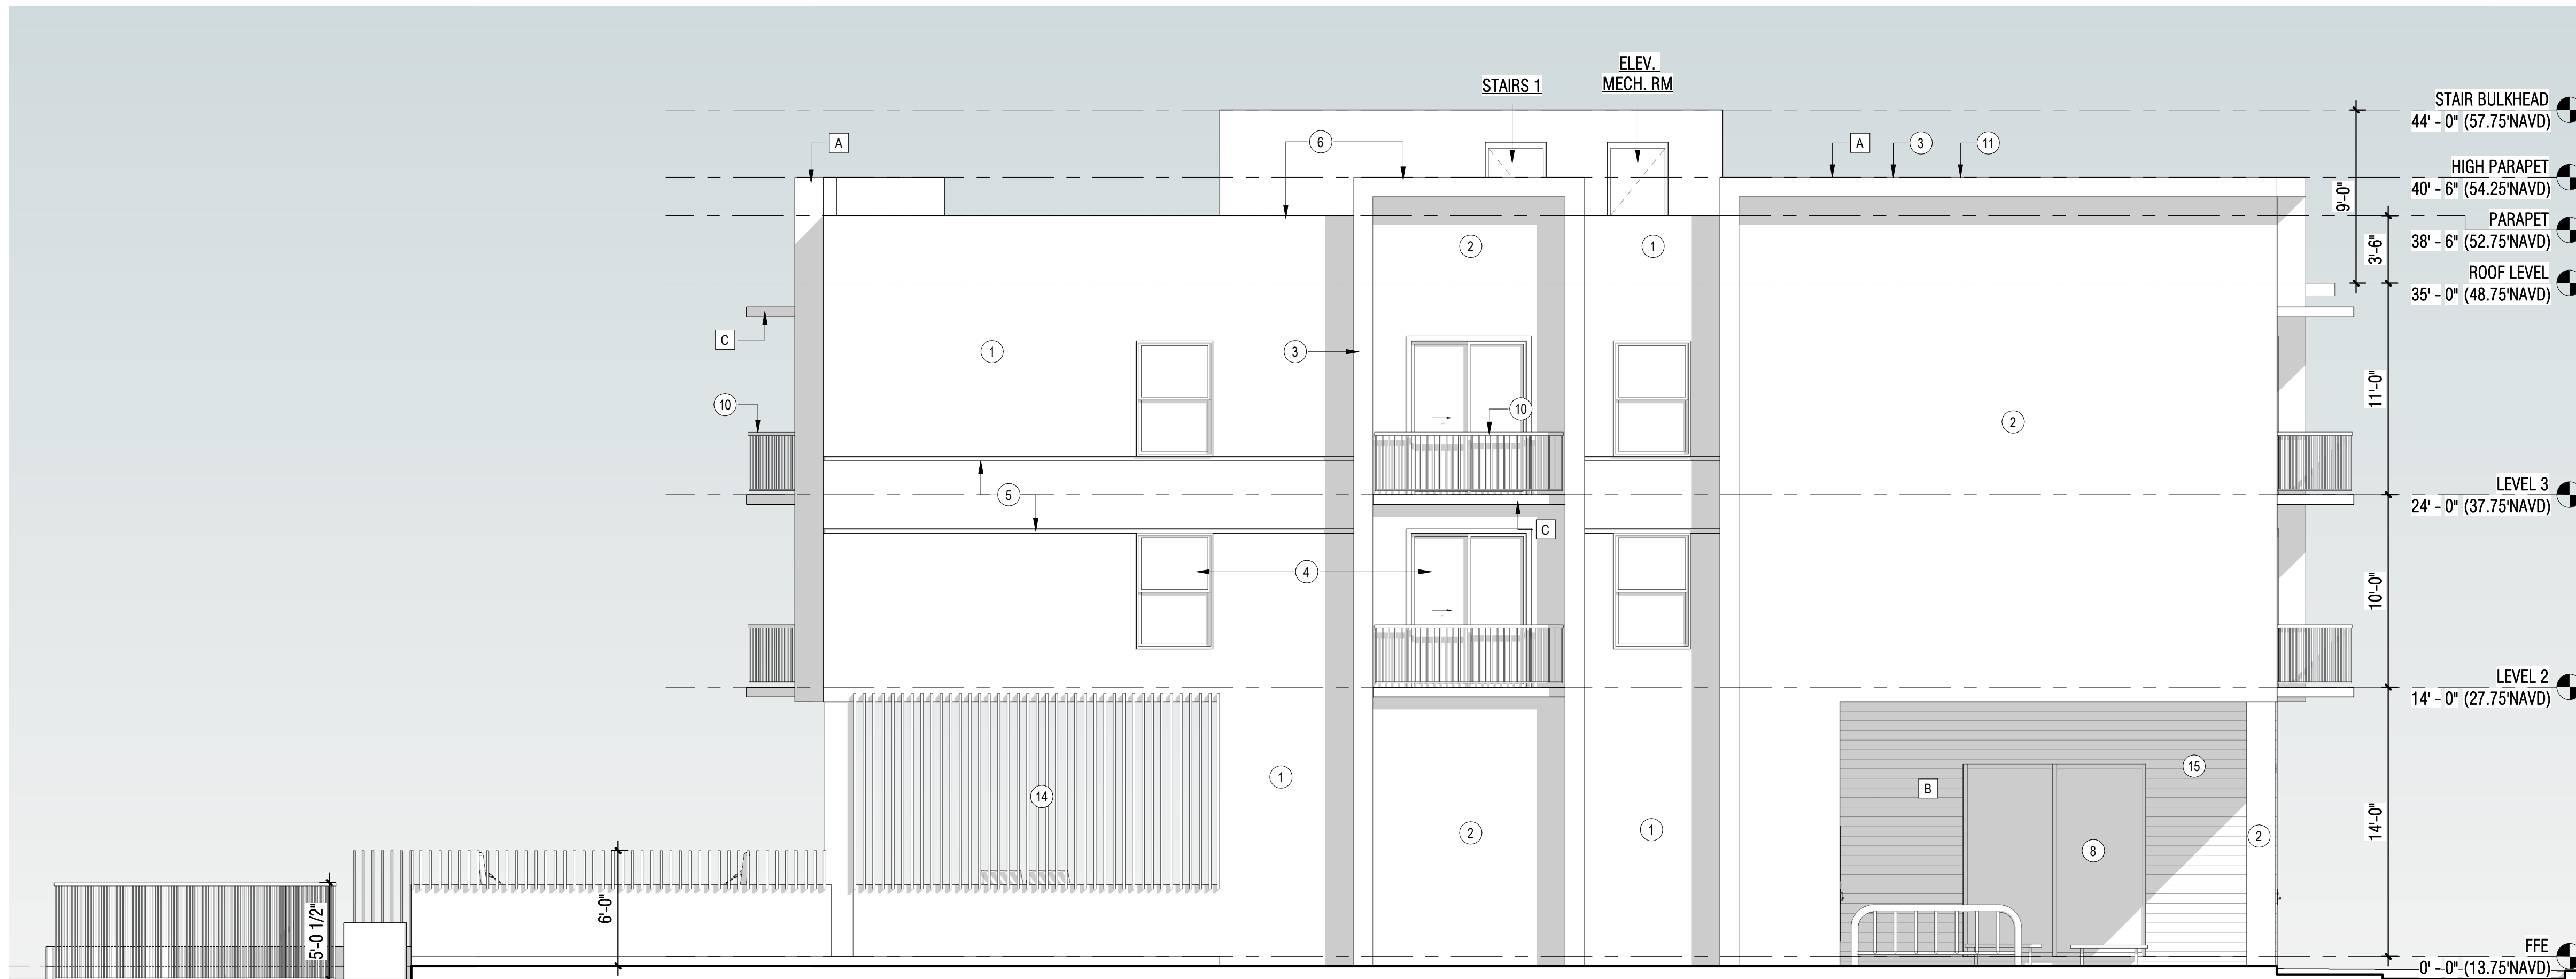 ELEV.
MECH. RM
STAIRS 1
STAIR BULKHEAD
44' - 0" (57.75'NAVD)
A
6
A
3
11
HIGH PARAPET
40' - 6" (54.25'NAVD)
9'-0"
PARAPET
38' - 6" (52.75'NAVD)
2
1
3'-6"
ROOF LEVEL
35' - 0" (48.75'NAVD)
C
1
3
11'-0"
10
10
2
5
LEVEL 3
24' - 0" (37.75'NAVD)
C
4
10'-0"
LEVEL 2
14' - 0" (27.75'NAVD)
14
1
2
1
B
15
8
2
14'-0"
6'-0"
5'-0 1/2"
FFE
0' - 0" (13.75'NAVD)